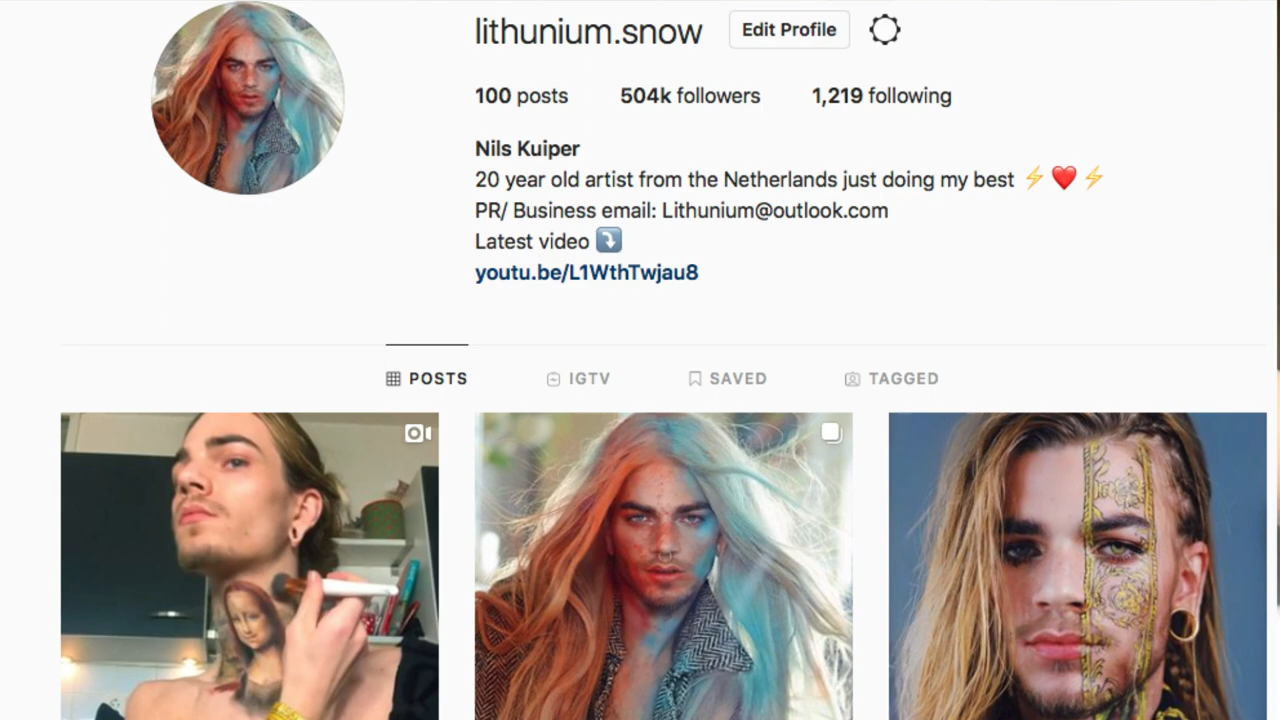 lithunium.snow Edit Profile
100 posts 504k followers 1,219 following
Nils Kuiper
20 year old artist from the Netherlands just doing my best ⚡❤️⚡
PR/ Business email: Lithunium@outlook.com
Latest video ⤵️
youtu.be/L1WthTwjau8
POSTS IGTV SAVED TAGGED